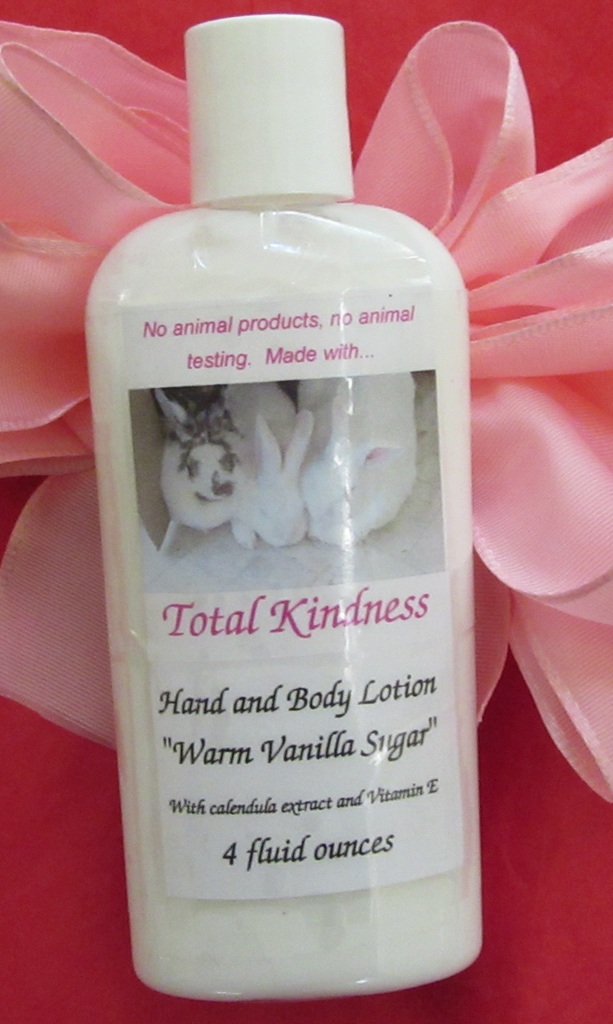 No animal products, no animal
testing. Made with...
Total Kindness
Hand and Body Lotion
"Warm Vanilla Sugar"
With calendula extract and Vitamin E
4 fluid ounces